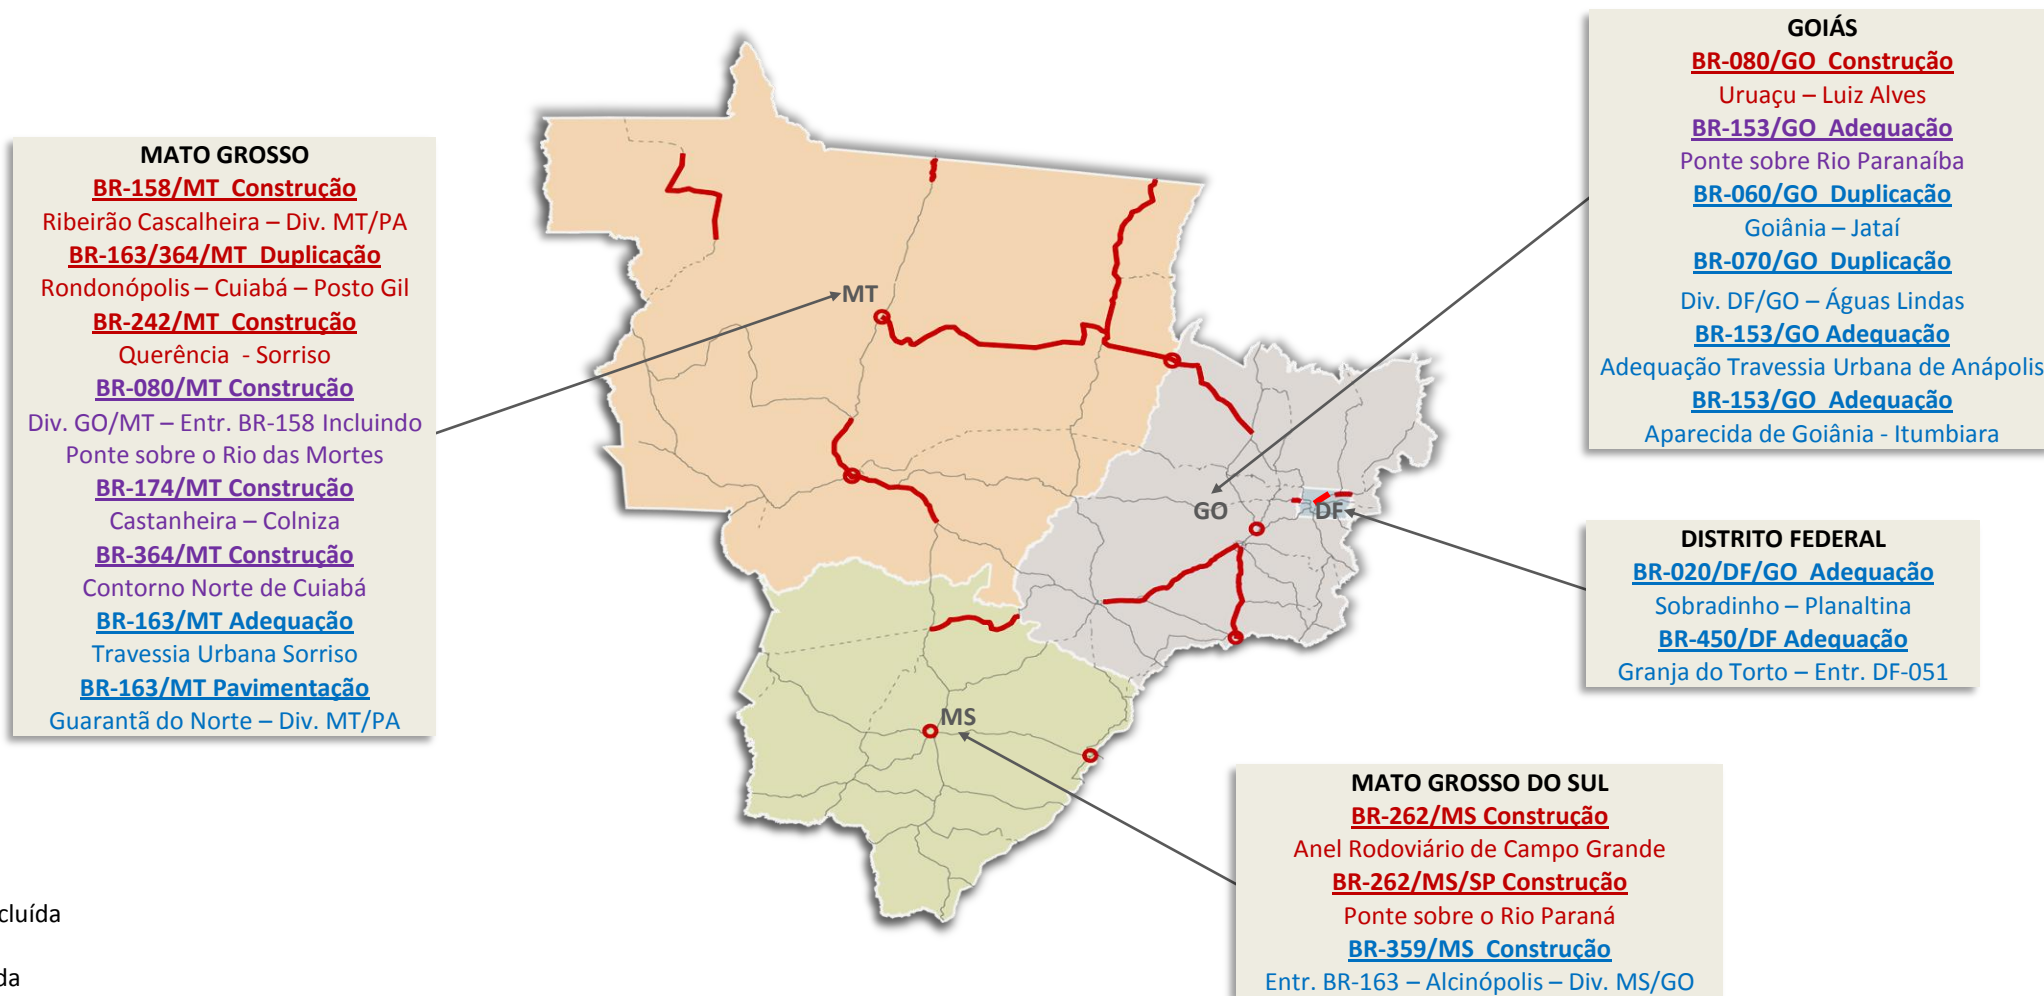 GOIÁS
BR-080/GO Construção
Uruaçu – Luiz Alves
BR-153/GO Adequação
Ponte sobre Rio Paranaíba
BR-060/GO Duplicação
Goiânia – Jataí
BR-070/GO Duplicação
Div. DF/GO – Águas Lindas
BR-153/GO Adequação
Adequação Travessia Urbana de Anápolis
BR-153/GO Adequação
Aparecida de Goiânia - Itumbiara
MATO GROSSO
BR-158/MT Construção
Ribeirão Cascalheira – Div. MT/PA
BR-163/364/MT Duplicação
Rondonópolis – Cuiabá – Posto Gil
BR-242/MT Construção
Querência - Sorriso
BR-080/MT Construção
Div. GO/MT – Entr. BR-158 Incluindo
Ponte sobre o Rio das Mortes
BR-174/MT Construção
Castanheira – Colniza
BR-364/MT Construção
Contorno Norte de Cuiabá
BR-163/MT Adequação
Travessia Urbana Sorriso
BR-163/MT Pavimentação
Guarantã do Norte – Div. MT/PA
MT
GO
DF
MS
DISTRITO FEDERAL
BR-020/DF/GO Adequação
Sobradinho – Planaltina
BR-450/DF Adequação
Granja do Torto – Entr. DF-051
MATO GROSSO DO SUL
BR-262/MS Construção
Anel Rodoviário de Campo Grande
BR-262/MS/SP Construção
Ponte sobre o Rio Paraná
BR-359/MS Construção
Entr. BR-163 – Alcinópolis – Div. MS/GO
cluída
da